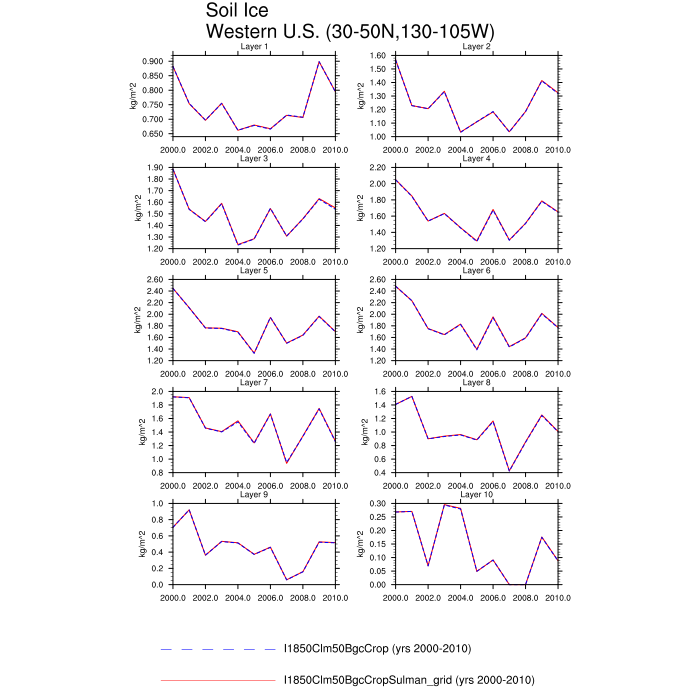 Soil Ice
Western U.S. (30-50N,130-105W)
Layer 1
Layer 2
0.900
0.850
0.800
0.750
0.700
0.650
kg/m^2
2000.0 2002.0 2004.0 2006.0 2008.0 2010.0
1.60
1.50
1.40
1.30
1.20
1.10
1.00
kg/m^2
2000.0 2002.0 2004.0 2006.0 2008.0 2010.0
Layer 3
Layer 4
1.90
1.80
1.70
1.60
1.50
1.40
1.30
1.20
kg/m^2
2000.0 2002.0 2004.0 2006.0 2008.0 2010.0
2.20
2.00
1.80
1.60
1.40
1.20
kg/m^2
2000.0 2002.0 2004.0 2006.0 2008.0 2010.0
Layer 5
Layer 6
2.60
2.40
2.20
2.00
1.80
1.60
1.40
1.20
kg/m^2
2000.0 2002.0 2004.0 2006.0 2008.0 2010.0
2.60
2.40
2.20
2.00
1.80
1.60
1.40
1.20
kg/m^2
2000.0 2002.0 2004.0 2006.0 2008.0 2010.0
Layer 7
Layer 8
2.0
1.8
1.6
1.4
1.2
1.0
0.8
kg/m^2
2000.0 2002.0 2004.0 2006.0 2008.0 2010.0
1.6
1.4
1.2
1.0
0.8
0.6
0.4
kg/m^2
2000.0 2002.0 2004.0 2006.0 2008.0 2010.0
Layer 9
Layer 10
1.0
0.8
0.6
0.4
0.2
0.0
kg/m^2
2000.0 2002.0 2004.0 2006.0 2008.0 2010.0
0.30
0.25
0.20
0.15
0.10
0.05
0.00
kg/m^2
2000.0 2002.0 2004.0 2006.0 2008.0 2010.0
I1850Clm50BgcCrop (yrs 2000-2010)
I1850Clm50BgcCropSulman_grid (yrs 2000-2010)